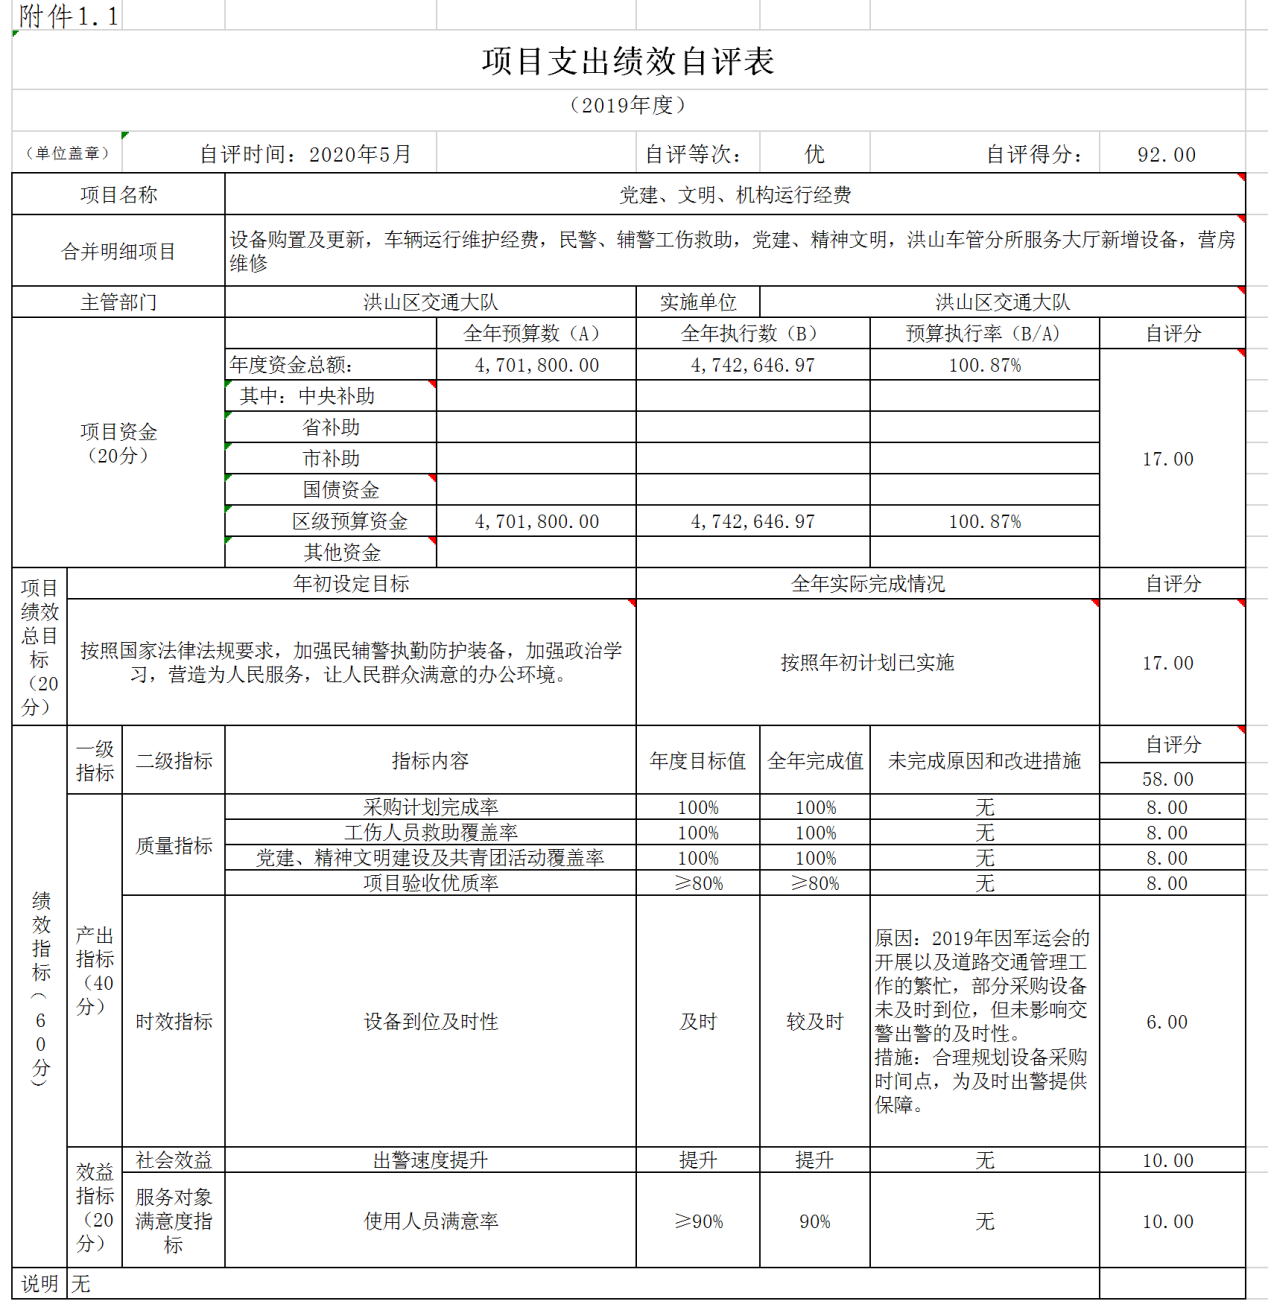 附件1.1
项目支出绩效自评表
（2019年度）
（单位盖章） 自评时间：2020年5月 自评等次： 优 自评得分： 92.00
项目名称 党建、文明、机构运行经费
合并明细项目 设备购置及更新，车辆运行维护经费，民警、辅警工伤救助，党建、精神文明，洪山车管分所服务大厅新增设备，营房
维修
主管部门 洪山区交通大队 实施单位 洪山区交通大队
项目资金
（20分）
全年预算数（A） 全年执行数（B） 预算执行率（B/A） 自评分
年度资金总额： 4,701,800.00 4,742,646.97 100.87%
其中：中央补助
省补助
市补助
17.00
国债资金
区级预算资金 4,701,800.00 4,742,646.97 100.87%
其他资金
项目
绩效
总目
标
（20
分）
年初设定目标 全年实际完成情况 自评分
按照国家法律法规要求，加强民辅警执勤防护装备，加强政治学
习，营造为人民服务，让人民群众满意的办公环境。
按照年初计划已实施
17.00
绩效指标（60分）
一级
指标
二级指标 指标内容 年度目标值 全年完成值 未完成原因和改进措施 自评分
58.00
产出
指标
（40
分）
质量指标
采购计划完成率 100% 100% 无 8.00
工伤人员救助覆盖率 100% 100% 无 8.00
党建、精神文明建设及共青团活动覆盖率 100% 100% 无 8.00
项目验收优质率 ≥80% ≥80% 无 8.00
时效指标 设备到位及时性 及时 较及时
原因：2019年因军运会的
开展以及道路交通管理工
作的繁忙，部分采购设备
未及时到位，但未影响交
警出警的及时性。
措施：合理规划设备采购
时间点，为及时出警提供
保障。
6.00
效益
指标
（20
分）
社会效益 出警速度提升 提升 提升 无 10.00
服务对象
满意度指
标
使用人员满意率 ≥90% 90% 无 10.00
说明 无